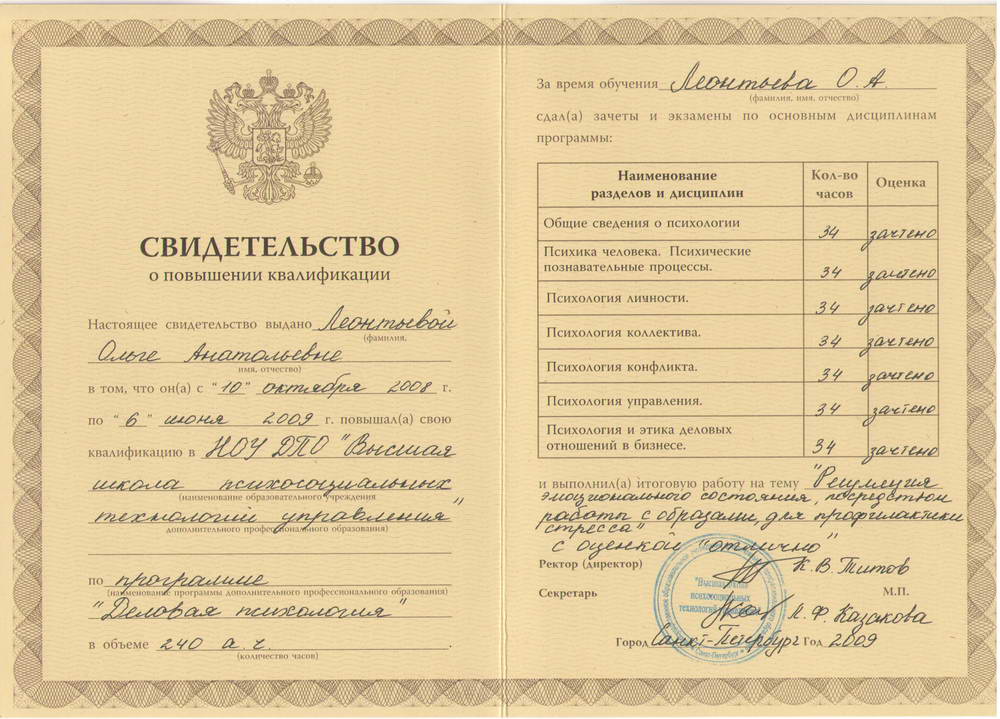 СВИДЕТЕЛЬСТВО
о повышении квалификации
Настоящее свидетельство выдано Леонтьевой
(фамилия,
Ольге Анатольевне
имя, отчество)
в том, что он(а) с "10" октября 2008 г.
по "6" июня 2009 г. повышал(а) свою
квалификацию в НОУ ДПО "Высшая
школа психосоциальных
(наименование образовательного учреждения
технологий управления"
дополнительного профессионального образования)
по программе
(наименование программы дополнительного профессионального образования)
"Деловая психология"
в объеме 240 а.ч.
(количество часов)
За время обучения Леонтьева О.А.
(фамилия, имя, отчество)
сдал(а) зачеты и экзамены по основным дисциплинам
программы:
Наименование разделов и дисциплин Кол-во часов Оценка
Общие сведения о психологии 34 зачтено
Психика человека. Психические
познавательные процессы. 34 зачтено
Психология личности. 34 зачтено
Психология коллектива. 34 зачтено
Психология конфликта. 34 зачтено
Психология управления. 34 зачтено
Психология и этика деловых
отношений в бизнесе. 34 зачтено
и выполнил(а) итоговую работу на тему "Регуляция
эмоционального состояния, посредством
работы с образами, для профилактики
стресса"
с оценкой "отлично"
Ректор (директор) К.В. Титов
Секретарь М.П.
Л.Ф. Казакова
"Высшая школа
психосоциальных
технологий управления"
Санкт-Петербург
Город Санкт-Петербург Год 2009